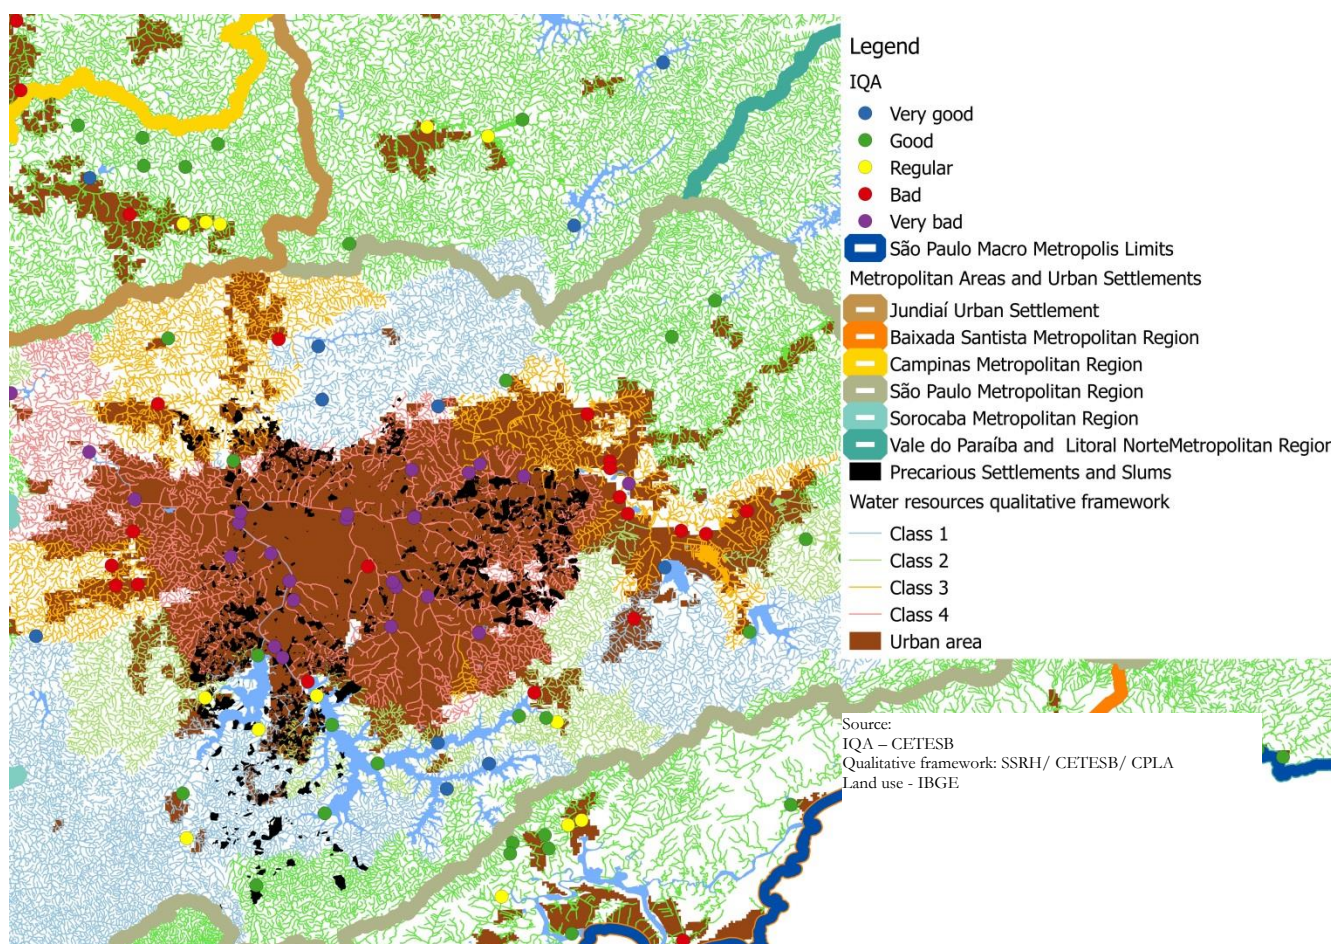 Legend
IQA
Very good
Good
Regular
Bad
Very bad
São Paulo Macro Metropolis Limits
Metropolitan Areas and Urban Settlements
Jundiaí Urban Settlement
Baixada Santista Metropolitan Region
Campinas Metropolitan Region
São Paulo Metropolitan Region
Sorocaba Metropolitan Region
Vale do Paraíba and Litoral NorteMetropolitan Region
Precarious Settlements and Slums
Water resources qualitative framework
Class 1
Class 2
Class 3
Class 4
Urban area
Source:
IQA – CETESB
Qualitative framework: SSRH/ CETESB/ CPLA
Land use - IBGE